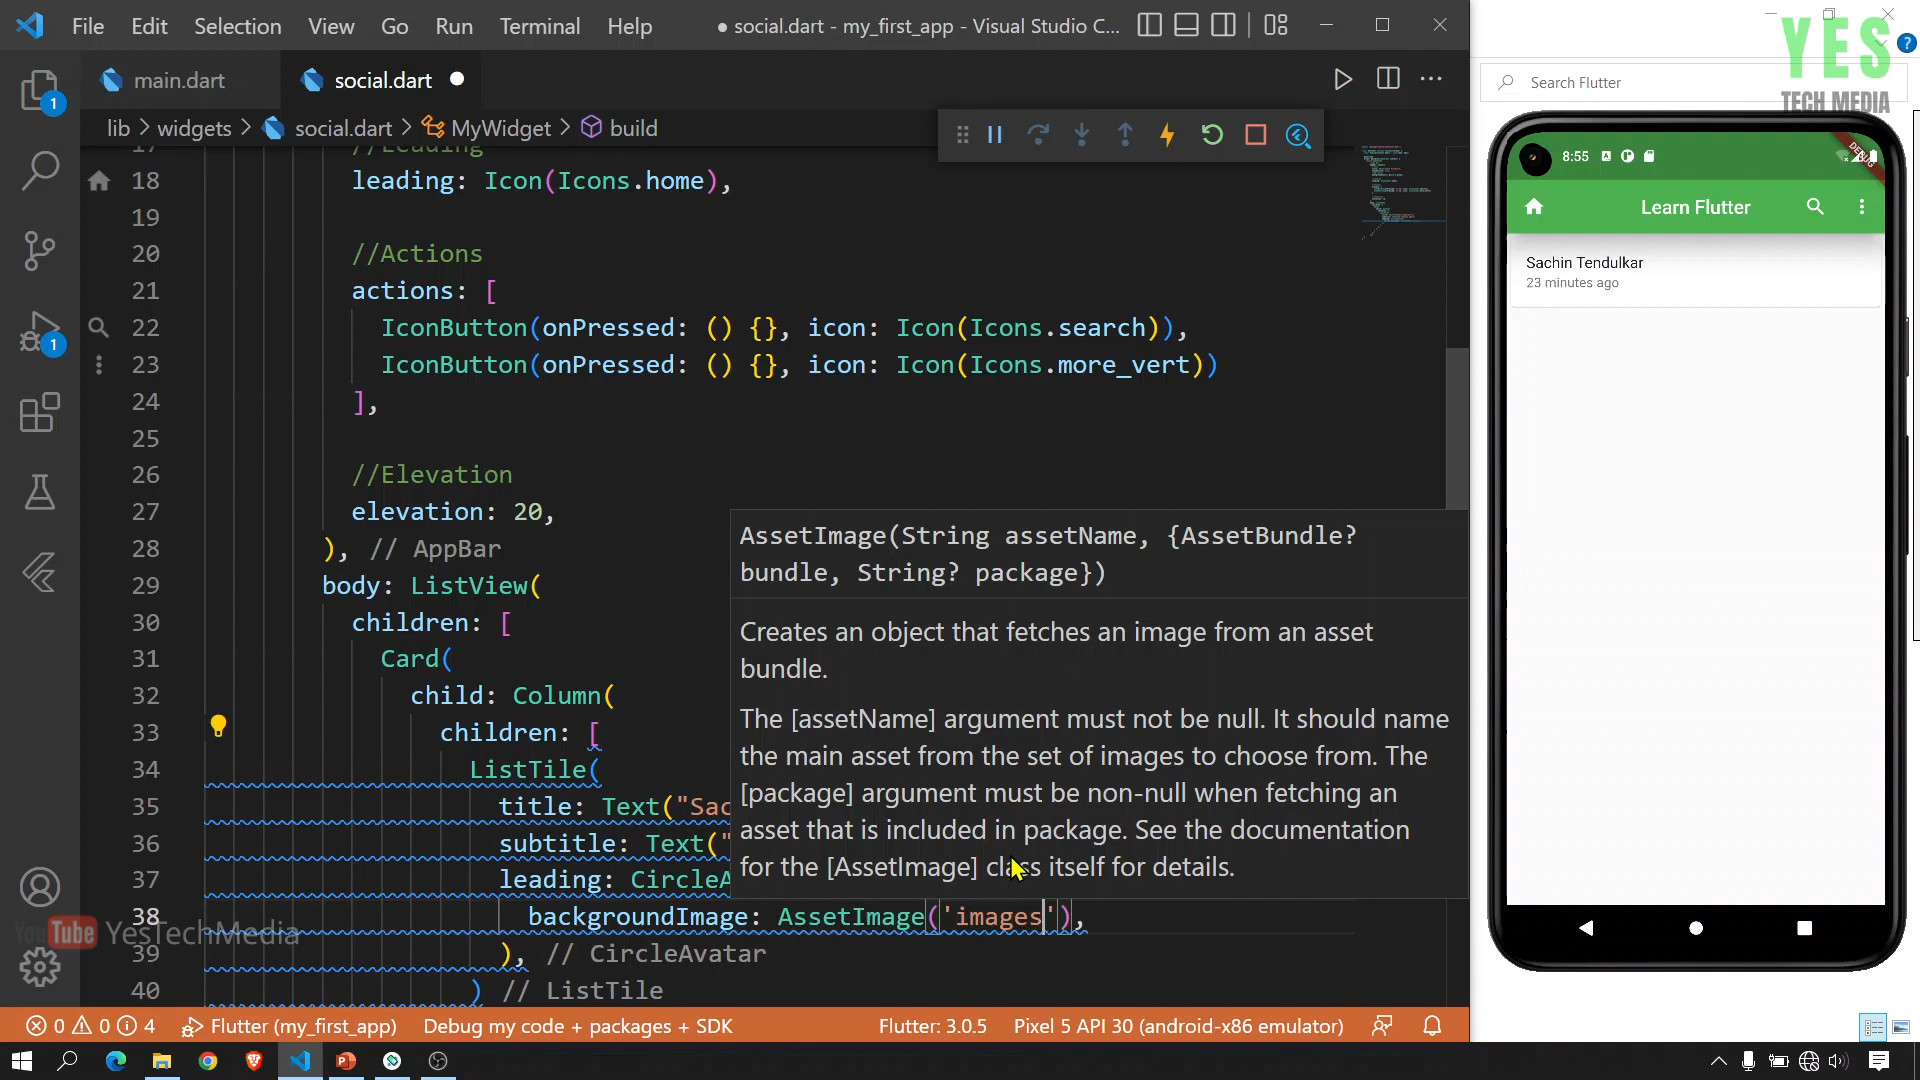 File Edit Selection View Go Run Terminal Help
● social.dart - my_first_app - Visual Studio C...
main.dart social.dart
lib > widgets > social.dart > MyWidget > build
17 //Leading
18 leading: Icon(Icons.home),
19
20 //Actions
21 actions: [
22 IconButton(onPressed: () {}, icon: Icon(Icons.search)),
23 IconButton(onPressed: () {}, icon: Icon(Icons.more_vert))
24 ],
25
26 //Elevation
27 elevation: 20,
28 ), // AppBar
29 body: ListView(
30 children: [
31 Card(
32 child: Column(
33 children: [
34 ListTile(
35 title: Text("Sac
36 subtitle: Text("
37 leading: CircleA
38 backgroundImage: AssetImage('images'),
39 ), // CircleAvatar
40 ) // ListTile
AssetImage(String assetName, {AssetBundle?
bundle, String? package})
Creates an object that fetches an image from an asset
bundle.
The [assetName] argument must not be null. It should name
the main asset from the set of images to choose from. The
[package] argument must be non-null when fetching an
asset that is included in package. See the documentation
for the [AssetImage] class itself for details.
1
1
YouTube YesTechMedia
0 0 4 Flutter (my_first_app) Debug my code + packages + SDK Flutter: 3.0.5 Pixel 5 API 30 (android-x86 emulator)
YES
TECH MEDIA
?
Search Flutter
8:55
DEBUG
Learn Flutter
Sachin Tendulkar
23 minutes ago